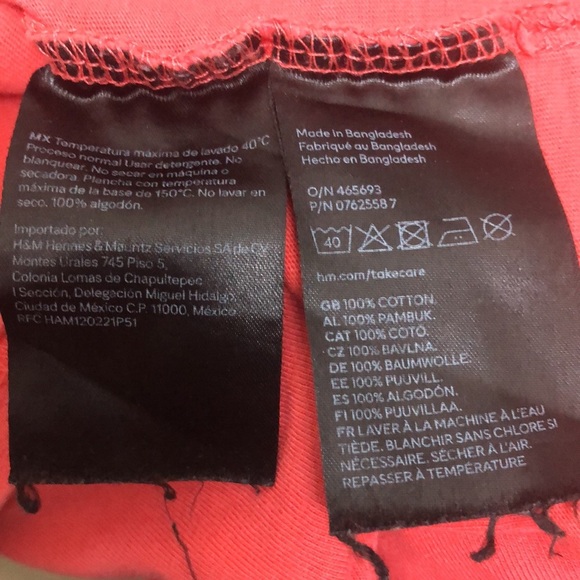 MX Temperatura máxima de lavado 40°C
Proceso normal Usar detergente. No
blanquear. No secar en máquina o
secadora. Plancha con temperatura
máxima de la base de 150°C. No lavar en
seco. 100% algodón.
Importado por:
H&M Hennes & Mauritz Servicios SA de CV
Montes Urales 745 Piso 5,
Colonia Lomas de Chapultepec
I Sección, Delegación Miguel Hidalgo,
Ciudad de México C.P. 11000, México
RFC HAM120221P51
Made in Bangladesh
Fabriqué au Bangladesh
Hecho en Bangladesh
O/N 465693
P/N 07625587
40
hm.com/takecare
GB 100% COTTON.
AL 100% PAMBUK.
CAT 100% COTÓ.
CZ 100% BAVLNA.
DE 100% BAUMWOLLE.
EE 100% PUUVILL.
ES 100% ALGODÓN.
FI 100% PUUVILLAA.
FR LAVER À LA MACHINE À L'EAU
TIÈDE. BLANCHIR SANS CHLORE SI
NÉCESSAIRE. SÉCHER À L'AIR.
REPASSER À TEMPÉRATURE